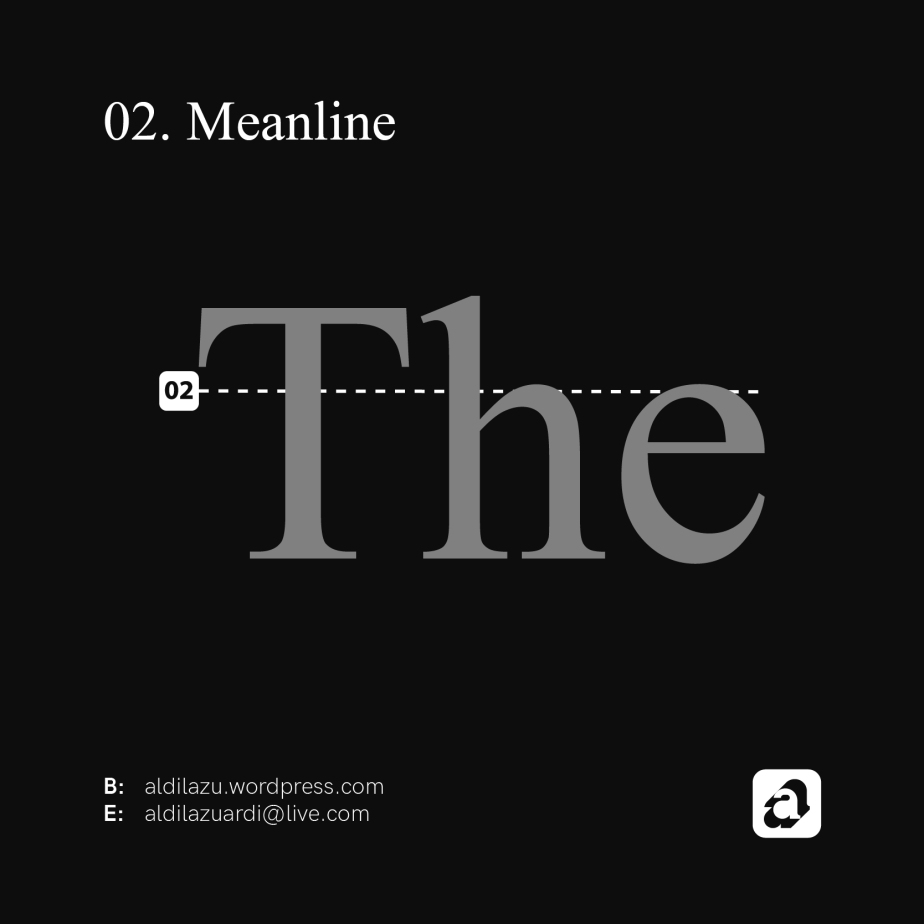 02. Meanline
The
02
B: aldilazu.wordpress.com
E: aldilazuardi@live.com
a